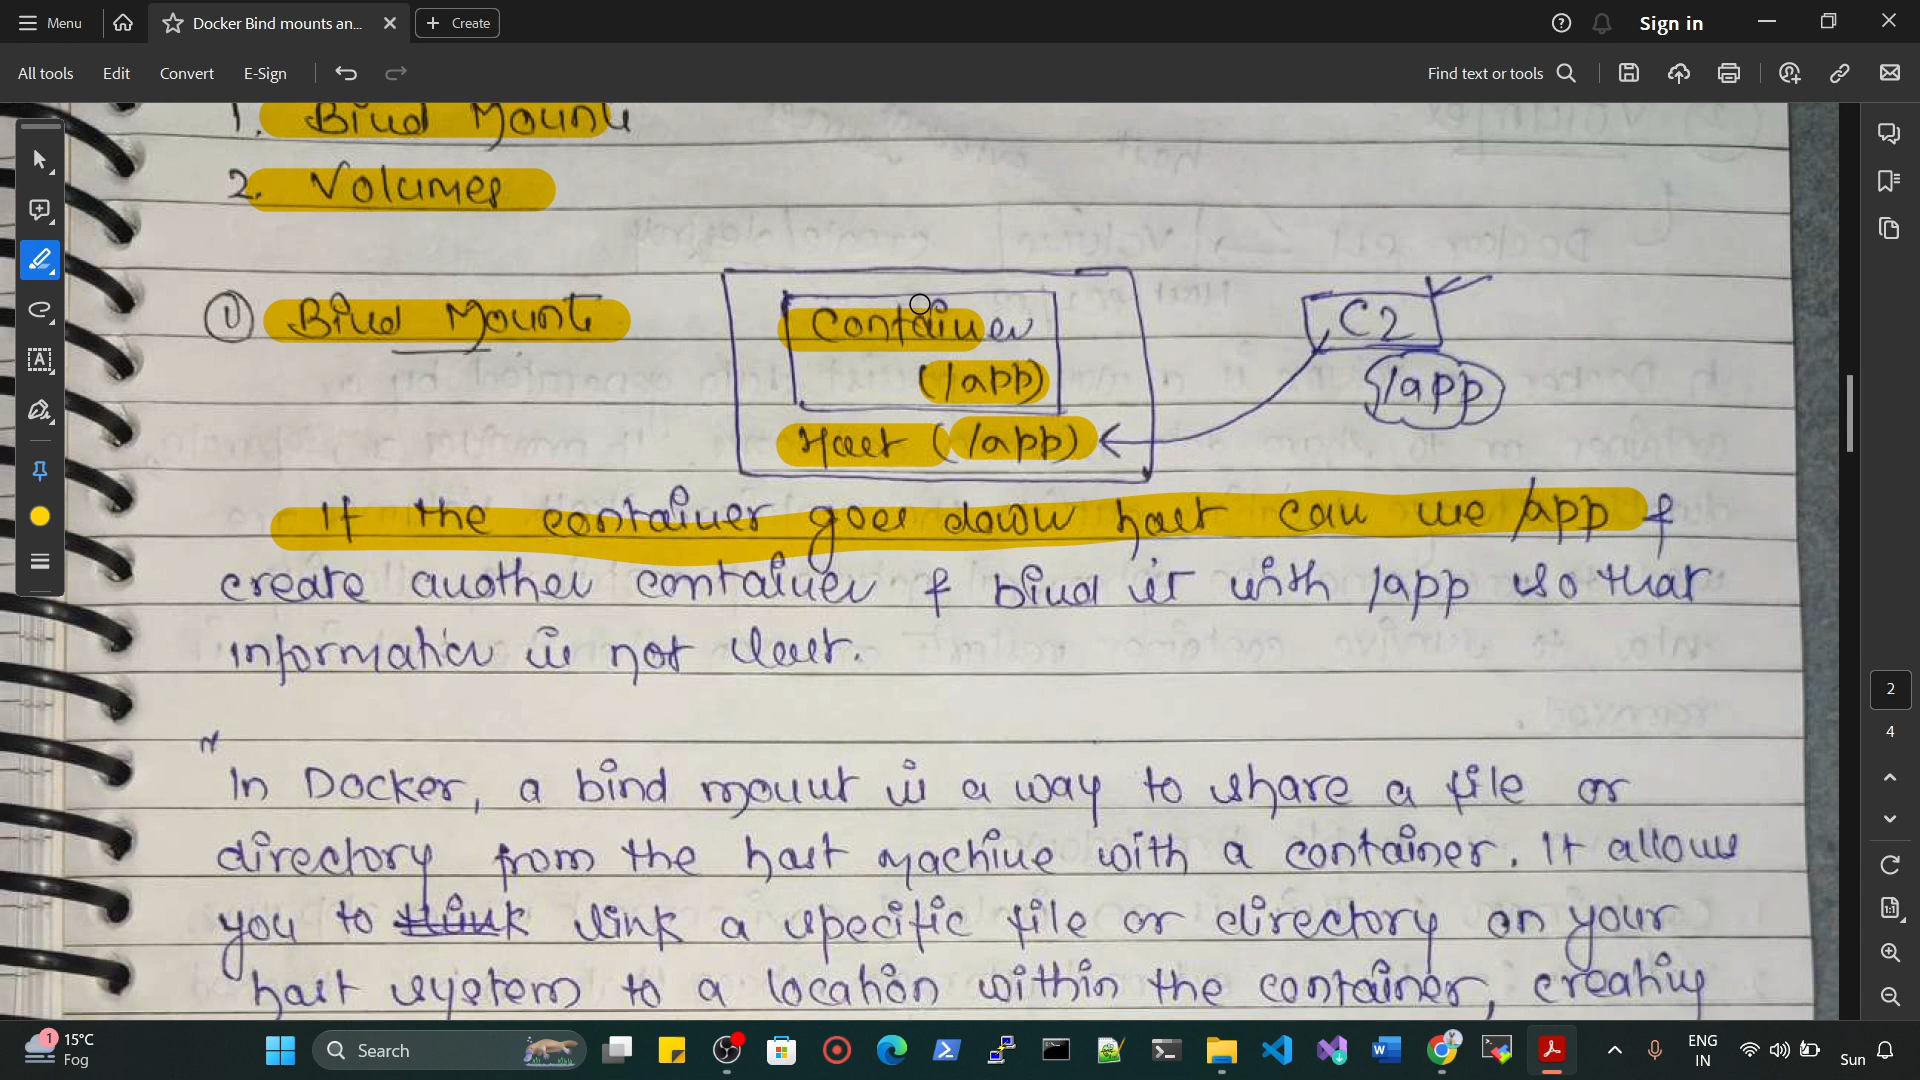 Menu
Docker Bind mounts an...
Create
Sign in
All tools
Edit
Convert
E-Sign
Find text or tools
1. Bind Mount
2. Volumes
① Bind Mount
Container
(/app)
Host (/app)
C2
/app
If the container goes down host can use /app &
create another container & bind it with /app so that
information is not lost.
In Docker, a bind mount is a way to share a file or
directory from the host machine with a container. It allows
you to think link a specific file or directory on your
host system to a location within the container, creating
2
4
1
15°C
Fog
Search
ENG
IN
Sun